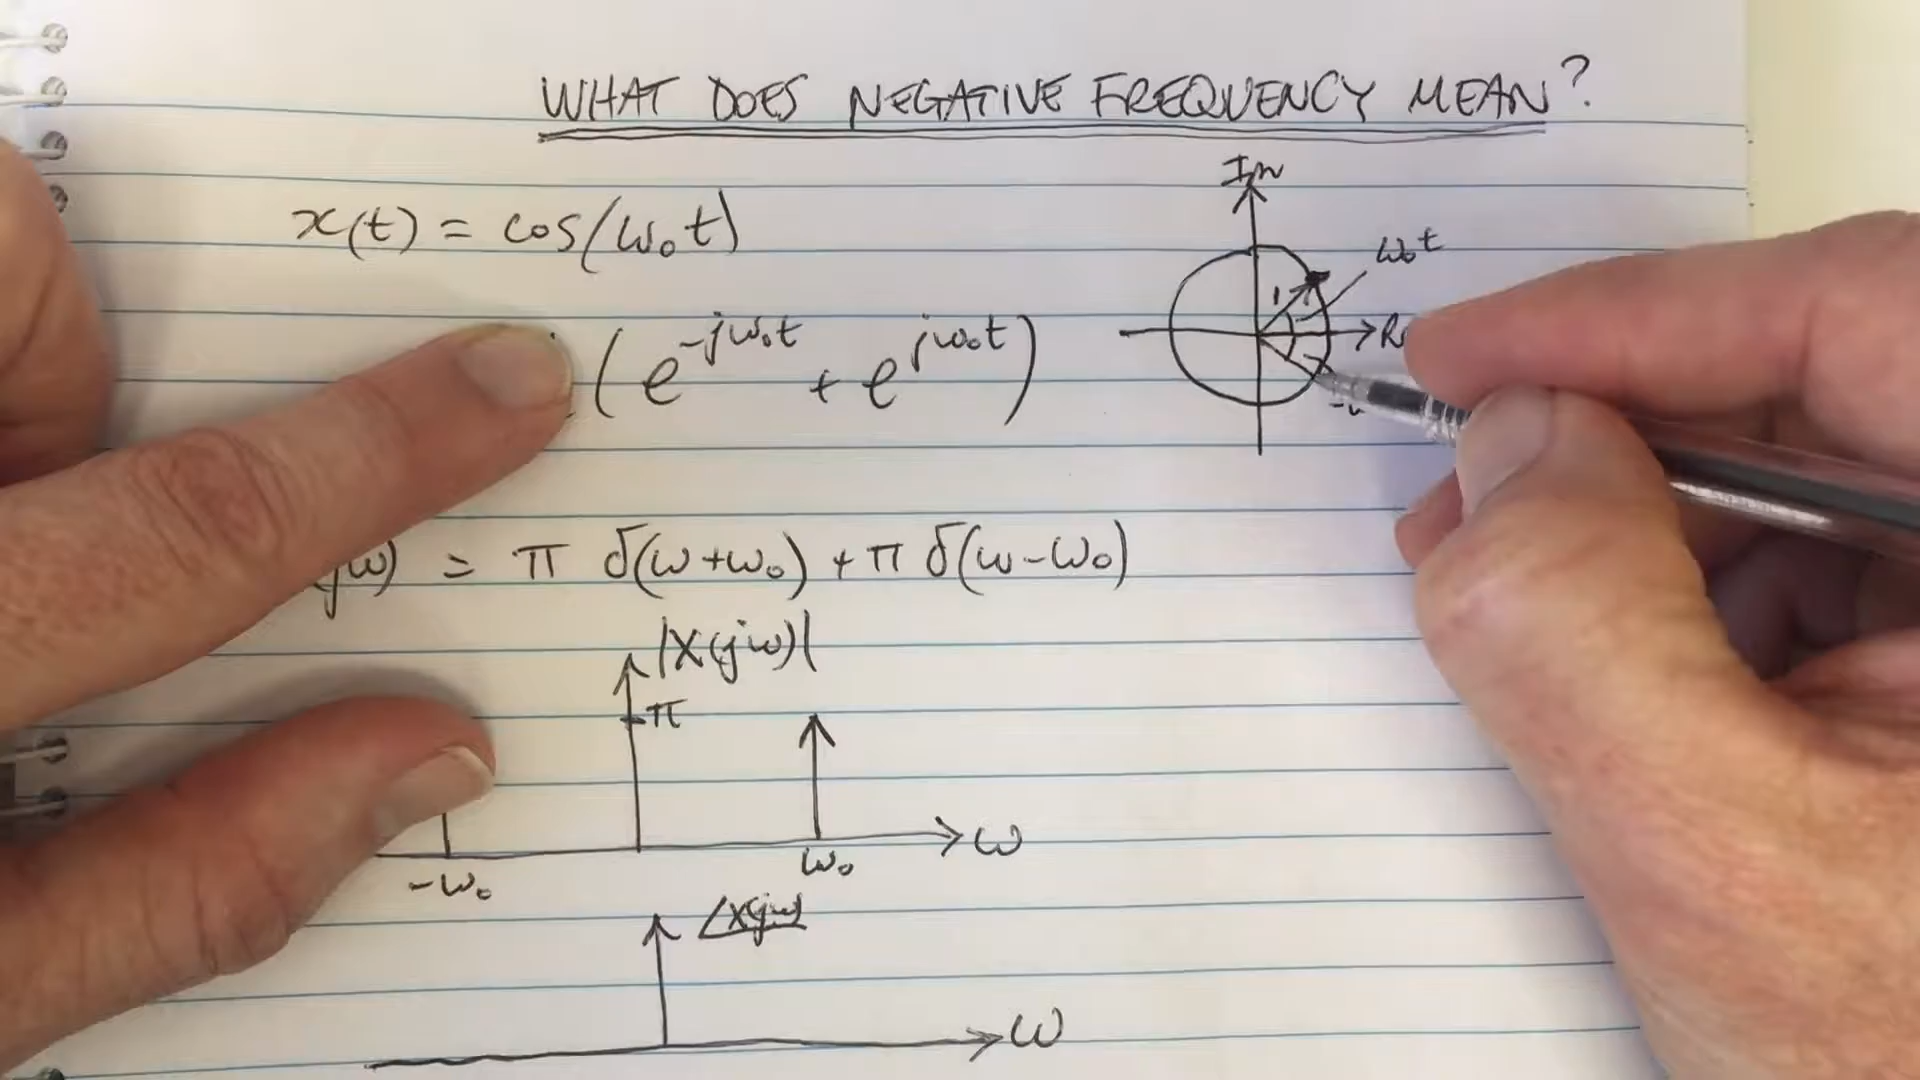 WHAT DOES NEGATIVE FREQUENCY MEAN?
Im
x(t) = cos(ω₀t)
ω₀t
1
(e^{-jω₀t} + e^{jω₀t})
jω) = π δ(ω+ω₀) + π δ(ω-ω₀)
|X(jω)|
π
ω
-ω₀
ω₀
∠X(jω)
ω